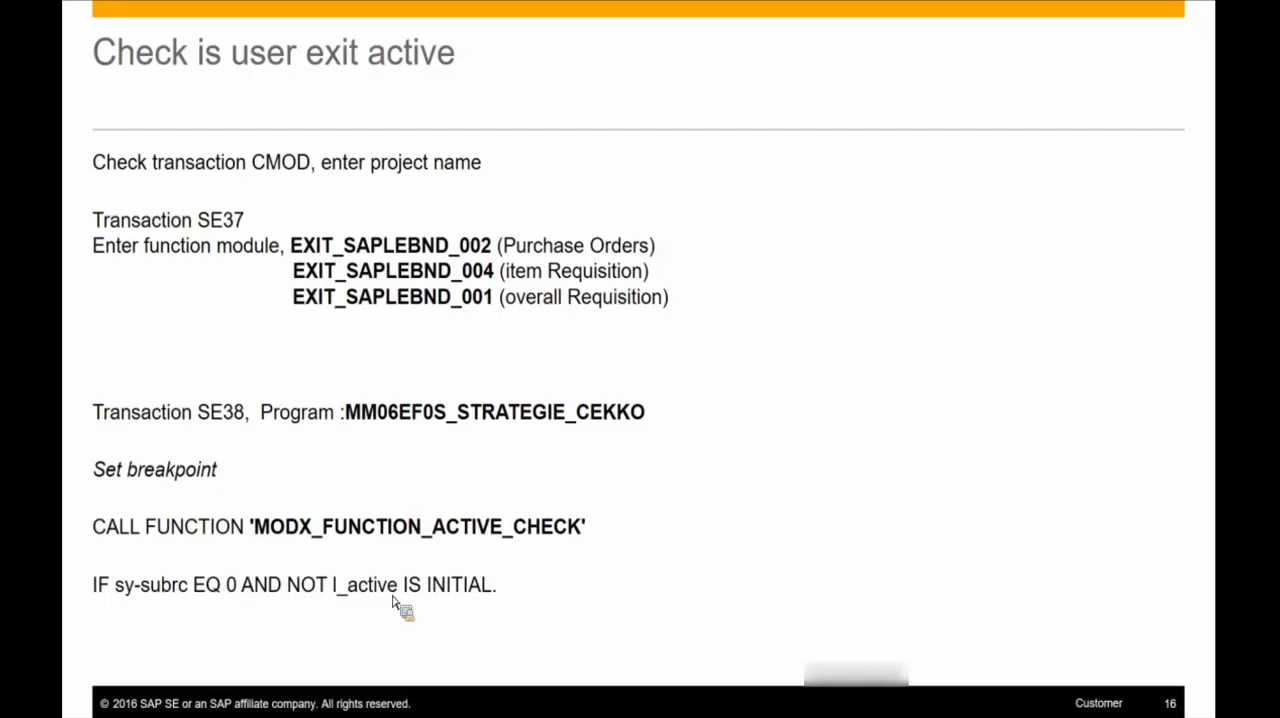 Check is user exit active
Check transaction CMOD, enter project name
Transaction SE37
Enter function module, EXIT_SAPLEBND_002 (Purchase Orders)
EXIT_SAPLEBND_004 (item Requisition)
EXIT_SAPLEBND_001 (overall Requisition)
Transaction SE38,  Program :MM06EF0S_STRATEGIE_CEKKO
Set breakpoint
CALL FUNCTION 'MODX_FUNCTION_ACTIVE_CHECK'
IF sy-subrc EQ 0 AND NOT l_active IS INITIAL.
© 2016 SAP SE or an SAP affiliate company. All rights reserved.
Customer
16